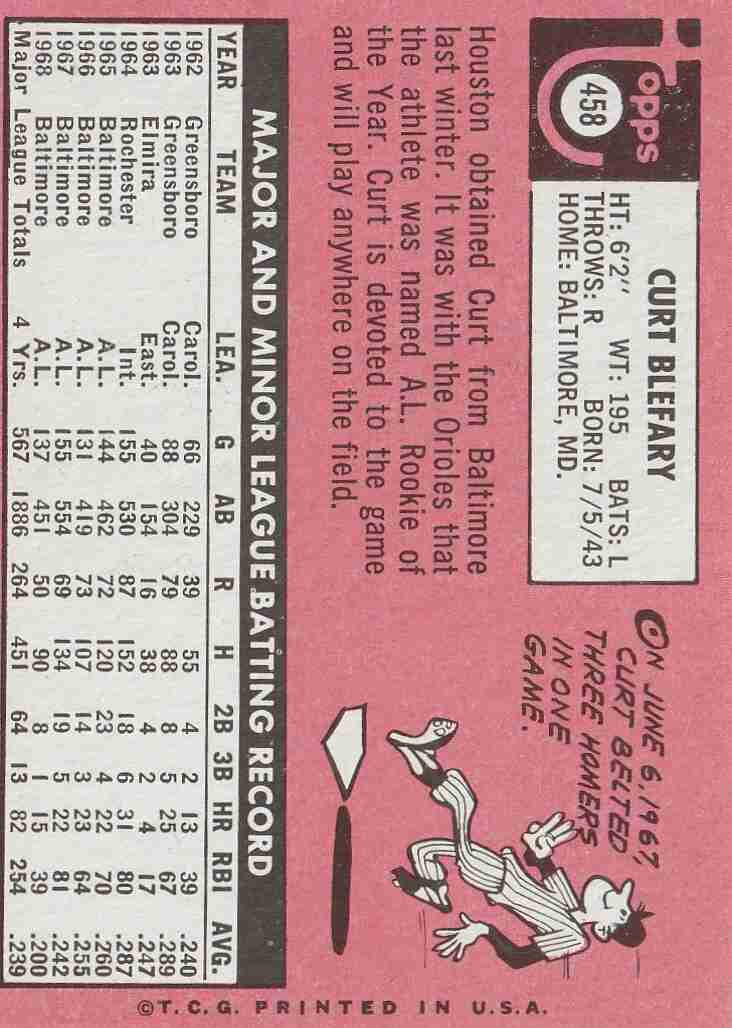 Topps
458
CURT BLEFARY
HT: 6'2" WT: 195 BATS: L
THROWS: R BORN: 7/5/43
HOME: BALTIMORE, MD.
Houston obtained Curt from Baltimore
last winter. It was with the Orioles that
the athlete was named A.L. Rookie of
the Year. Curt is devoted to the game
and will play anywhere on the field.
ON JUNE 6, 1967,
CURT BELTED
THREE HOMERS
IN ONE
GAME.
MAJOR AND MINOR LEAGUE BATTING RECORD
YEAR TEAM LEA. G AB R H 2B 3B HR RBI AVG.
1962 Greensboro Carol. 66 229 39 55 4 2 13 39 .240
1963 Greensboro Carol. 88 304 79 88 8 5 25 67 .289
1963 Elmira East. 40 154 16 38 4 2 4 17 .247
1964 Rochester Int. 155 530 87 152 18 6 31 80 .287
1965 Baltimore A.L. 144 462 72 120 23 4 22 70 .260
1966 Baltimore A.L. 131 419 73 107 14 3 23 64 .255
1967 Baltimore A.L. 155 554 69 134 19 5 22 81 .242
1968 Baltimore A.L. 137 451 50 90 8 1 15 39 .200
Major League Totals 4 Yrs. 567 1886 264 451 64 13 82 254 .239
©T.C.G. PRINTED IN U.S.A.